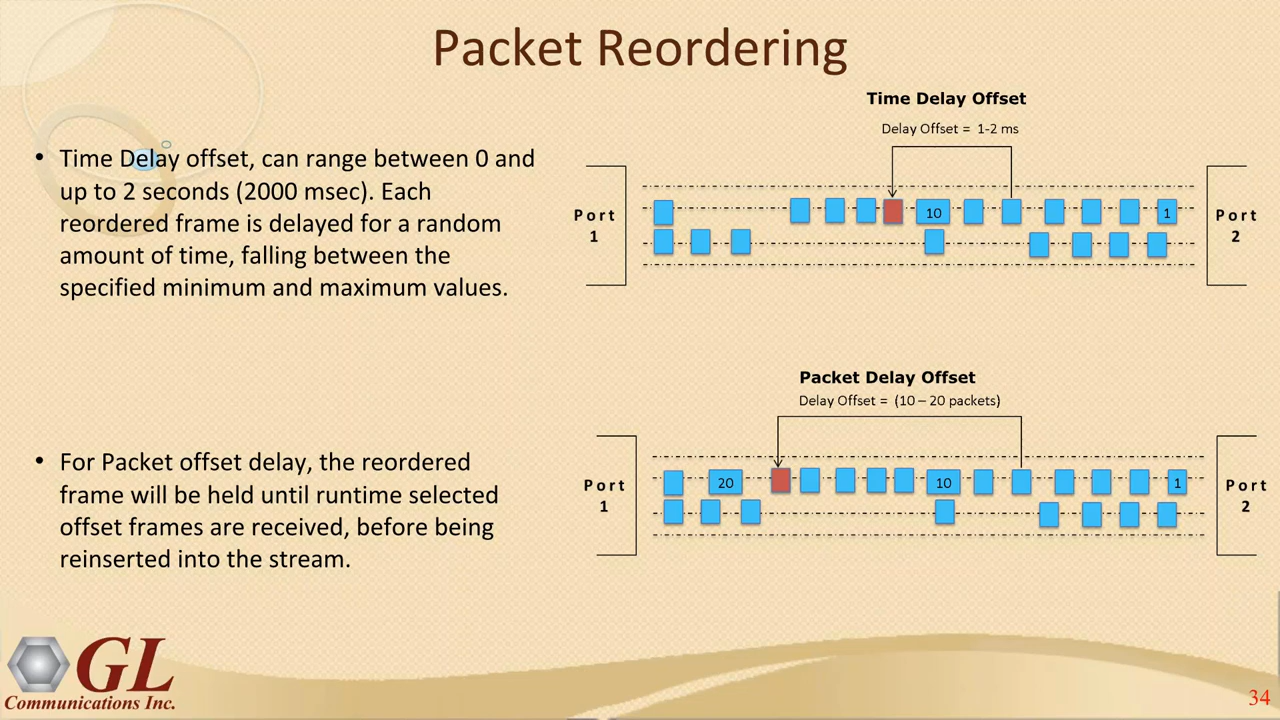 Packet Reordering
• Time Delay offset, can range between 0 and
up to 2 seconds (2000 msec). Each
reordered frame is delayed for a random
amount of time, falling between the
specified minimum and maximum values.
Time Delay Offset
Delay Offset = 1-2 ms
Port
1
10
1
Port
2
• For Packet offset delay, the reordered
frame will be held until runtime selected
offset frames are received, before being
reinserted into the stream.
Packet Delay Offset
Delay Offset = (10 – 20 packets)
Port
1
20
10
1
Port
2
GL
Communications Inc.
34